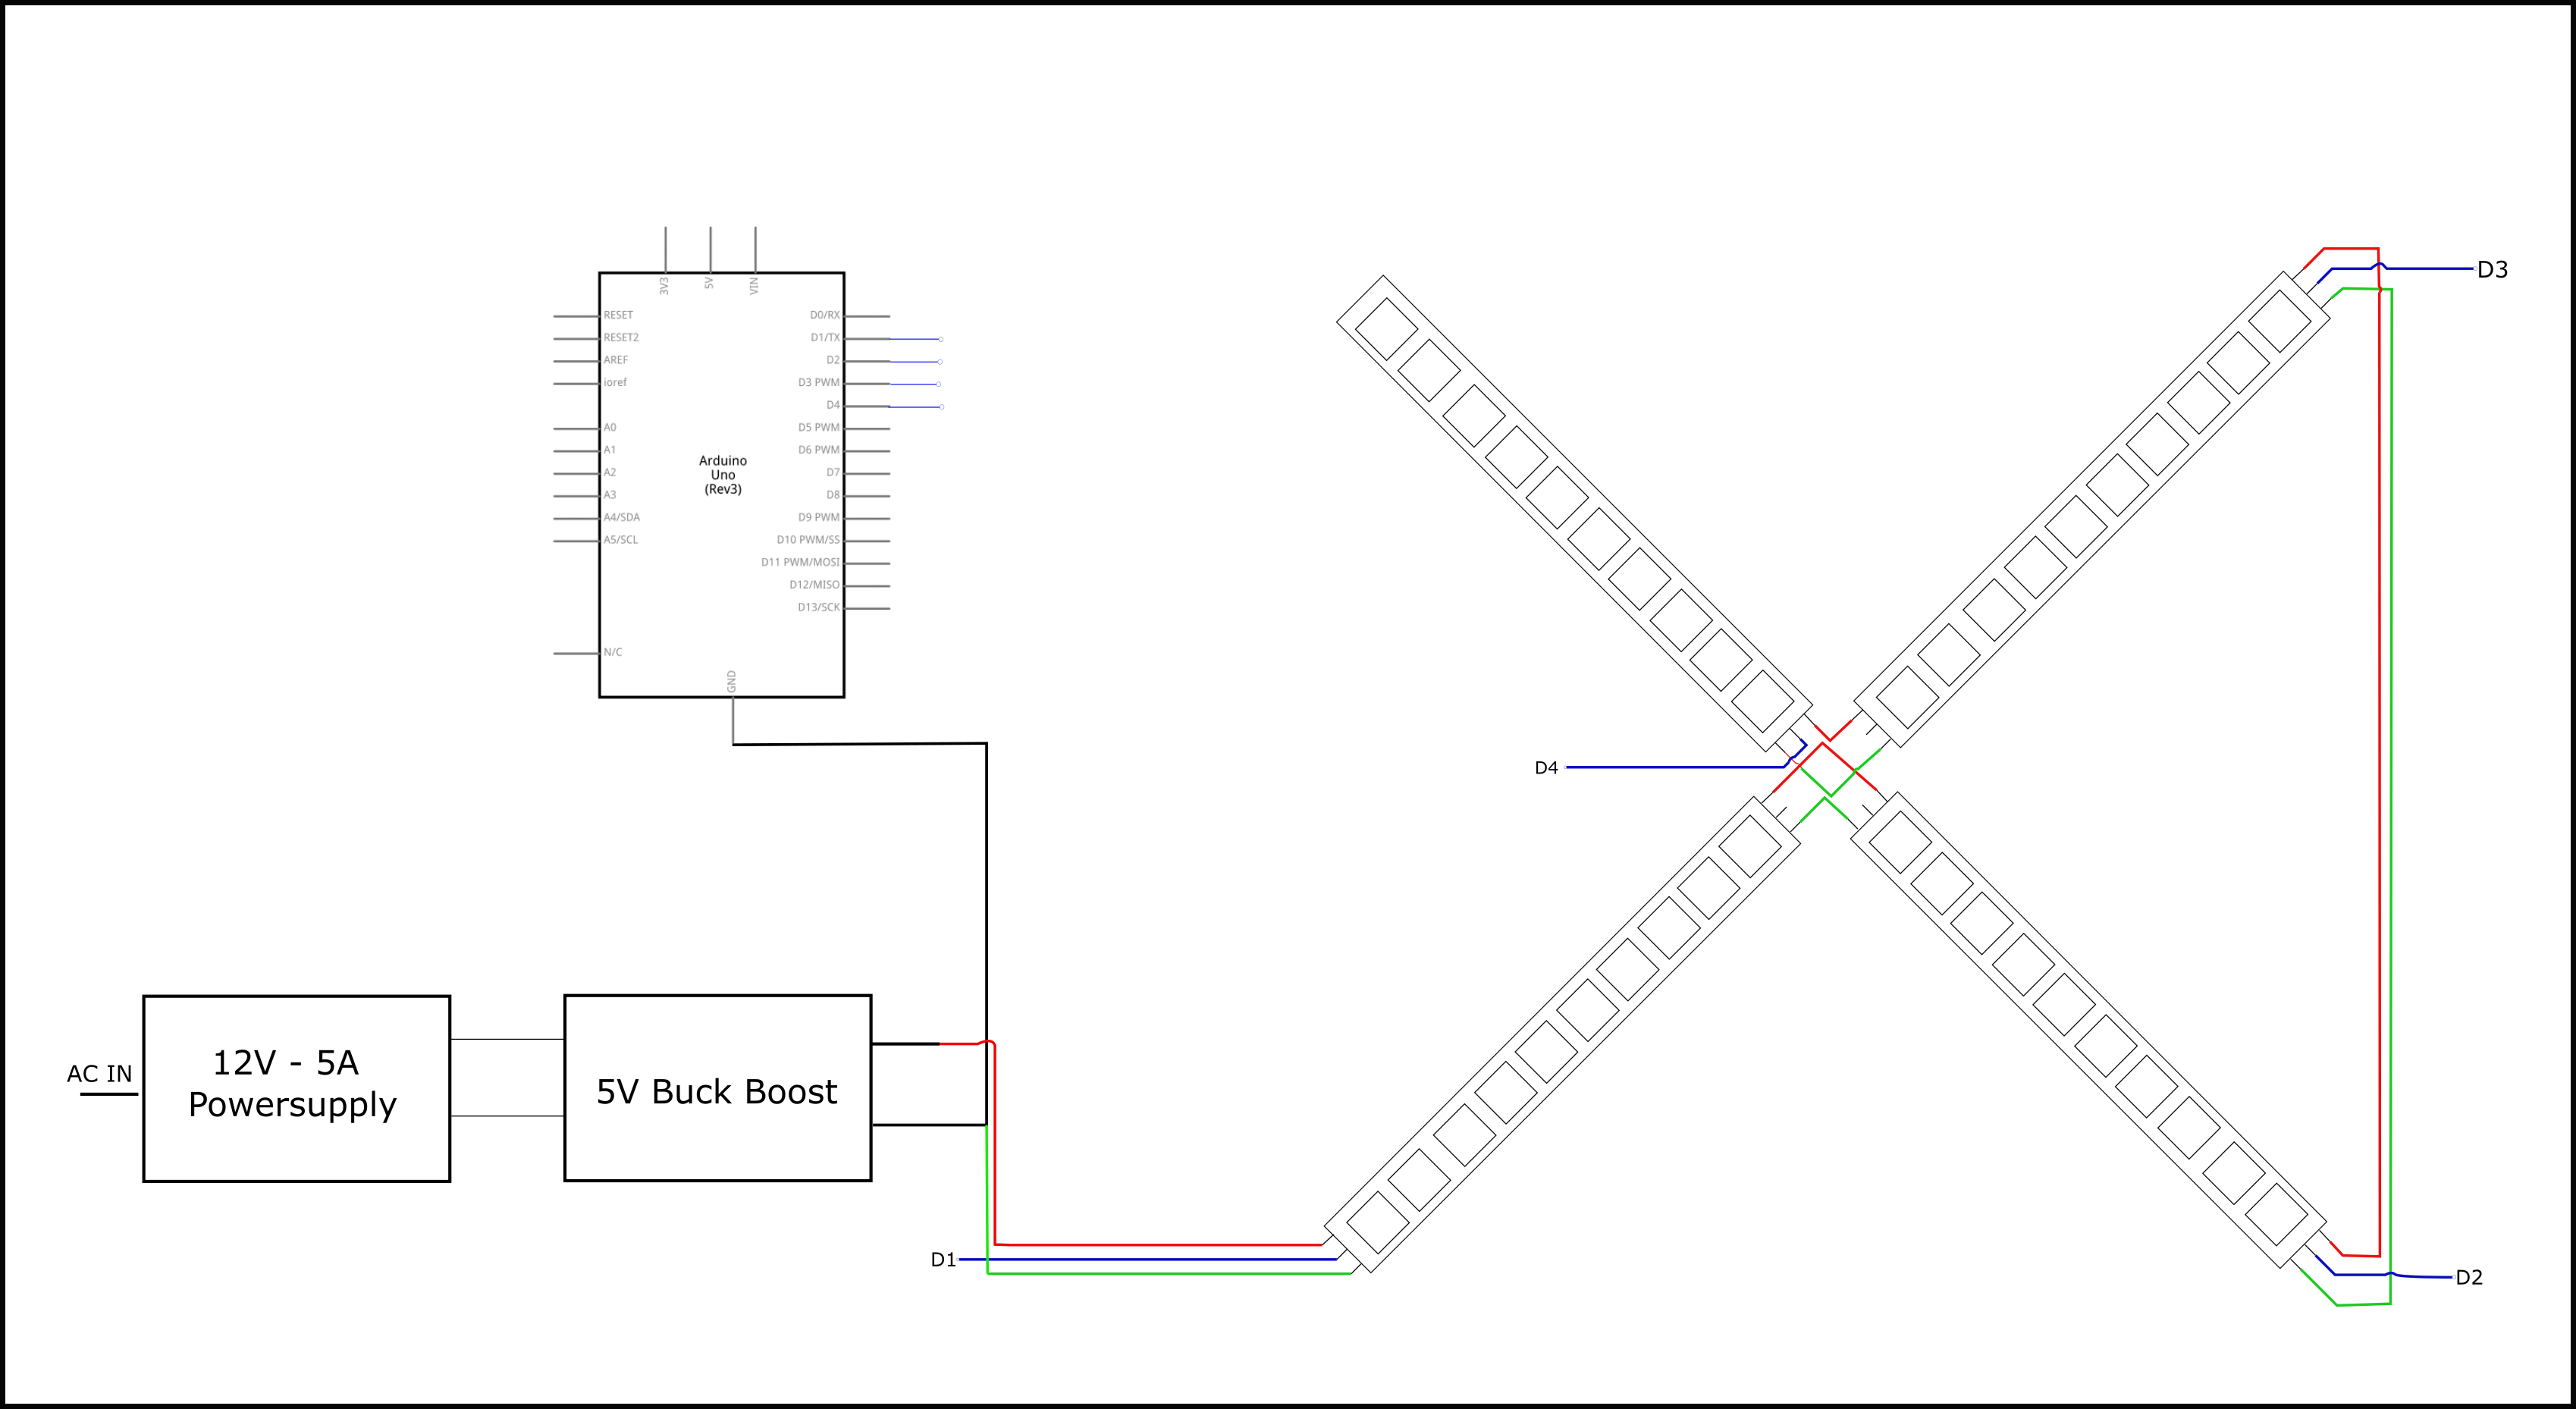 3V3
5V
VIN
RESET
RESET2
AREF
ioref
A0
A1
A2
A3
A4/SDA
A5/SCL
N/C
D0/RX
D1/TX
D2
D3 PWM
D4
D5 PWM
D6 PWM
D7
D8
D9 PWM
D10 PWM/SS
D11 PWM/MOSI
D12/MISO
D13/SCK
Arduino
Uno
(Rev3)
GND
AC IN
12V - 5A
Powersupply
5V Buck Boost
D1
D4
D3
D2